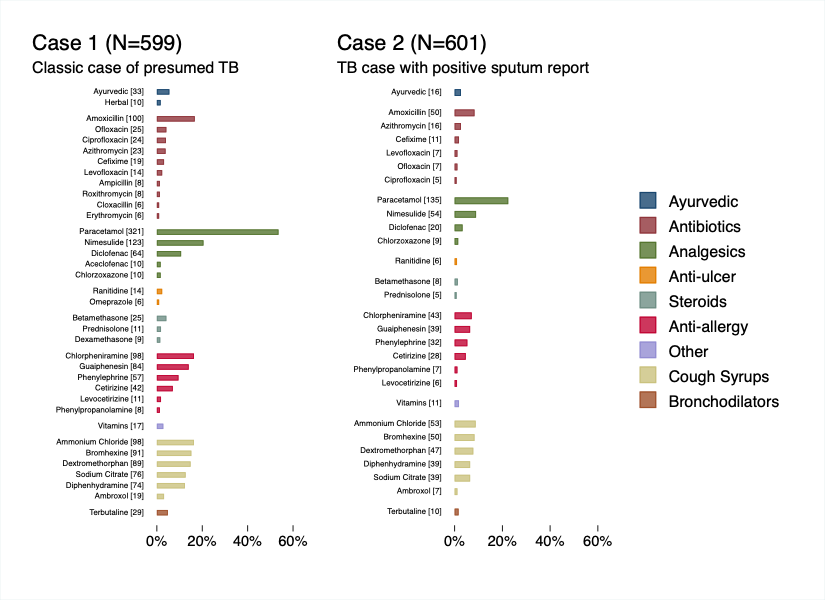 Case 1 (N=599)
Classic case of presumed TB
Ayurvedic [33]
Herbal [10]
Amoxicillin [100]
Ofloxacin [25]
Ciprofloxacin [24]
Azithromycin [23]
Cefixime [19]
Levofloxacin [14]
Ampicillin [8]
Roxithromycin [8]
Cloxacillin [6]
Erythromycin [6]
Paracetamol [321]
Nimesulide [123]
Diclofenac [64]
Aceclofenac [10]
Chlorzoxazone [10]
Ranitidine [14]
Omeprazole [6]
Betamethasone [25]
Prednisolone [11]
Dexamethasone [9]
Chlorpheniramine [98]
Guaiphenesin [84]
Phenylephrine [57]
Cetirizine [42]
Levocetirizine [11]
Phenylpropanolamine [8]
Vitamins [17]
Ammonium Chloride [98]
Bromhexine [91]
Dextromethorphan [89]
Sodium Citrate [76]
Diphenhydramine [74]
Ambroxol [19]
Terbutaline [29]
0% 20% 40% 60%
Case 2 (N=601)
TB case with positive sputum report
Ayurvedic [16]
Amoxicillin [50]
Azithromycin [16]
Cefixime [11]
Levofloxacin [7]
Ofloxacin [7]
Ciprofloxacin [5]
Paracetamol [135]
Nimesulide [54]
Diclofenac [20]
Chlorzoxazone [9]
Ranitidine [6]
Betamethasone [8]
Prednisolone [5]
Chlorpheniramine [43]
Guaiphenesin [39]
Phenylephrine [32]
Cetirizine [28]
Phenylpropanolamine [7]
Levocetirizine [6]
Vitamins [11]
Ammonium Chloride [53]
Bromhexine [50]
Dextromethorphan [47]
Diphenhydramine [39]
Sodium Citrate [39]
Ambroxol [7]
Terbutaline [10]
0% 20% 40% 60%
Ayurvedic
Antibiotics
Analgesics
Anti-ulcer
Steroids
Anti-allergy
Other
Cough Syrups
Bronchodilators